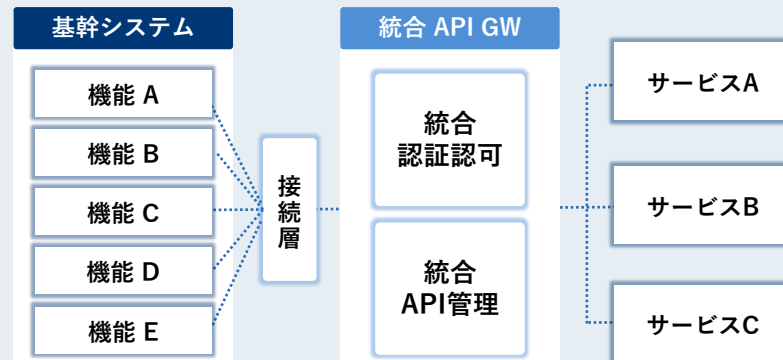 基幹システム
機能 A
機能 B
機能 C
機能 D
機能 E
接続層
統合 API GW
統合
認証認可
統合
API管理
サービスA
サービスB
サービスC